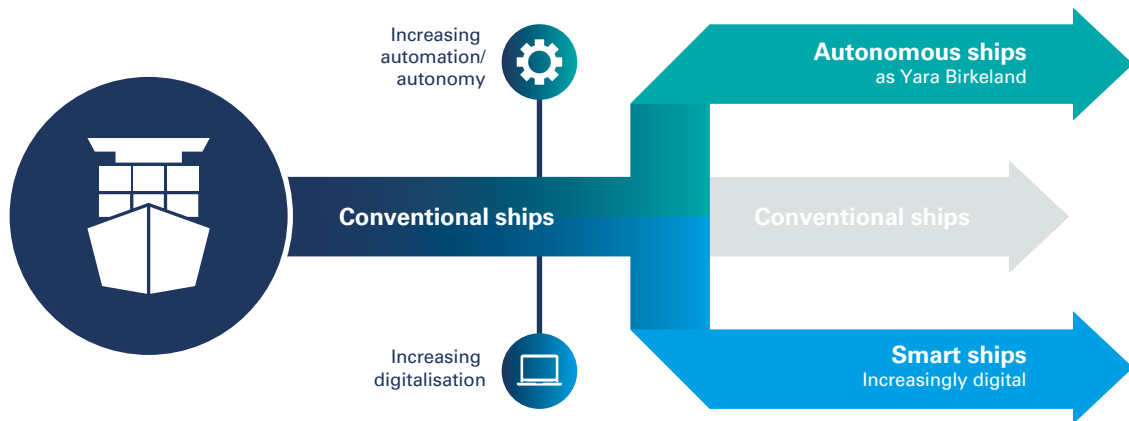 Increasing
automation/
autonomy
Autonomous ships
as Yara Birkeland
Conventional ships
Conventional ships
Increasing
digitalisation
Smart ships
Increasingly digital